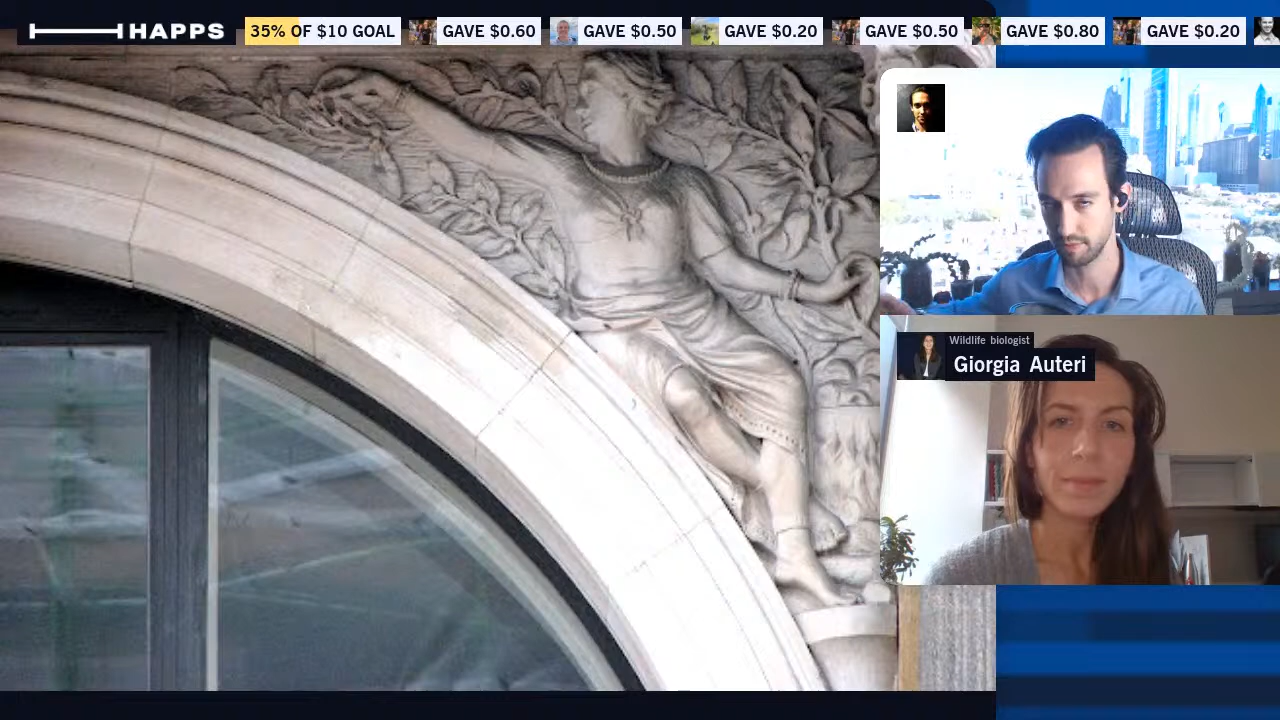 HAPPS
35% OF $10 GOAL
GAVE $0.60
GAVE $0.50
GAVE $0.20
GAVE $0.50
GAVE $0.80
GAVE $0.20
Wildlife biologist
Giorgia Auteri